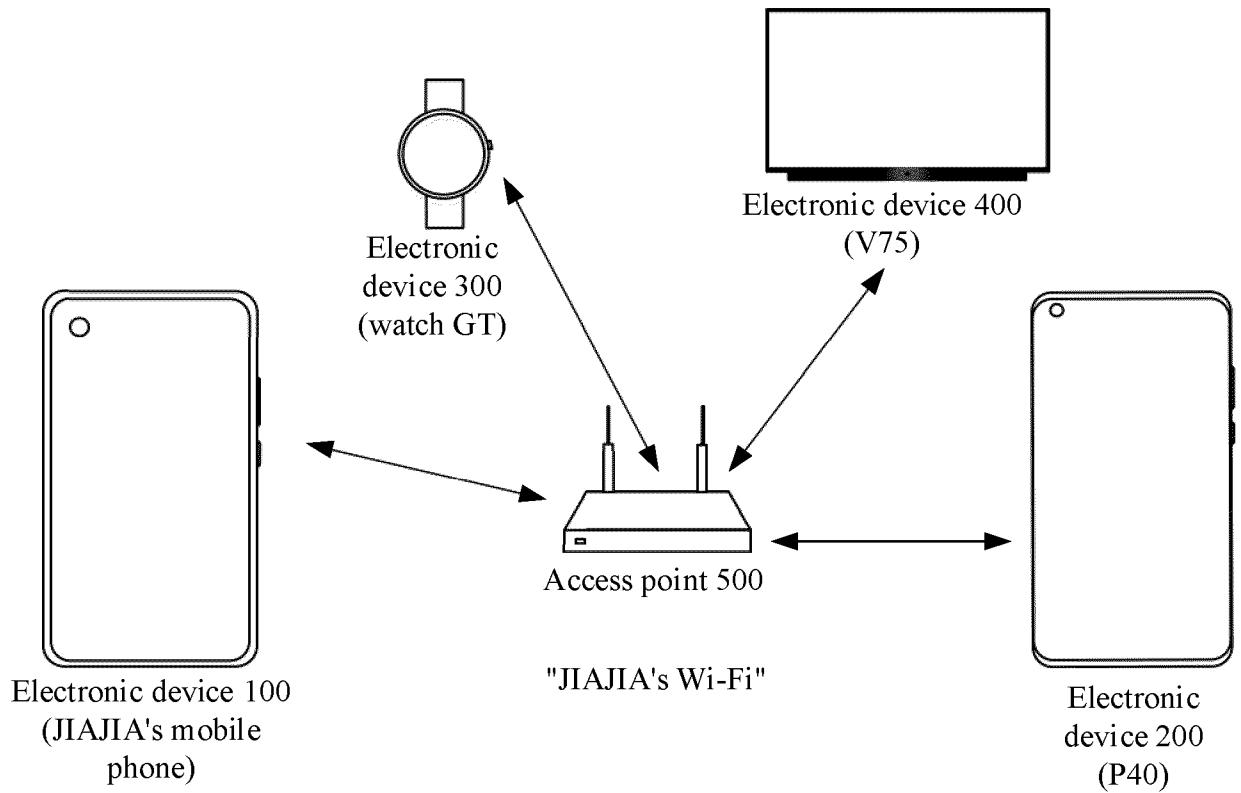 Electronic
device 300
(watch GT)
Electronic device 400
(V75)
Access point 500
"JIAJIA's Wi-Fi"
Electronic device 100
(JIAJIA's mobile
phone)
Electronic
device 200
(P40)